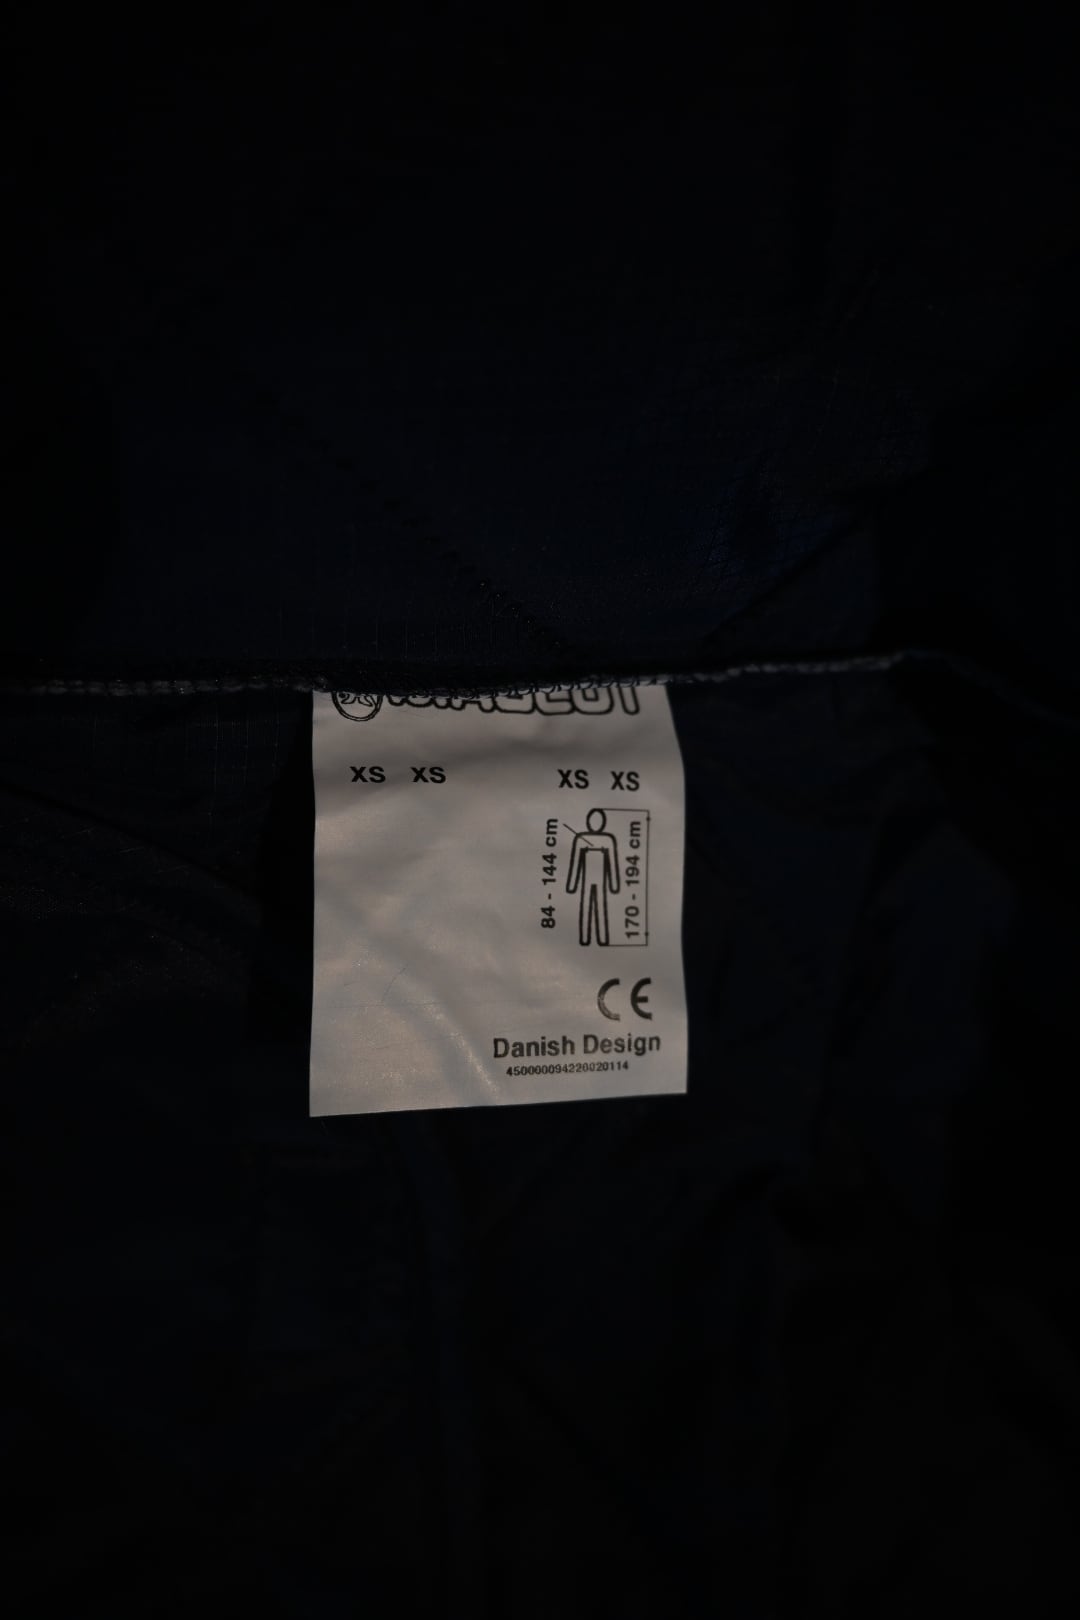 XS XS XS XS
84 - 144 cm
170 - 194 cm
CE
Danish Design
450000094220020114